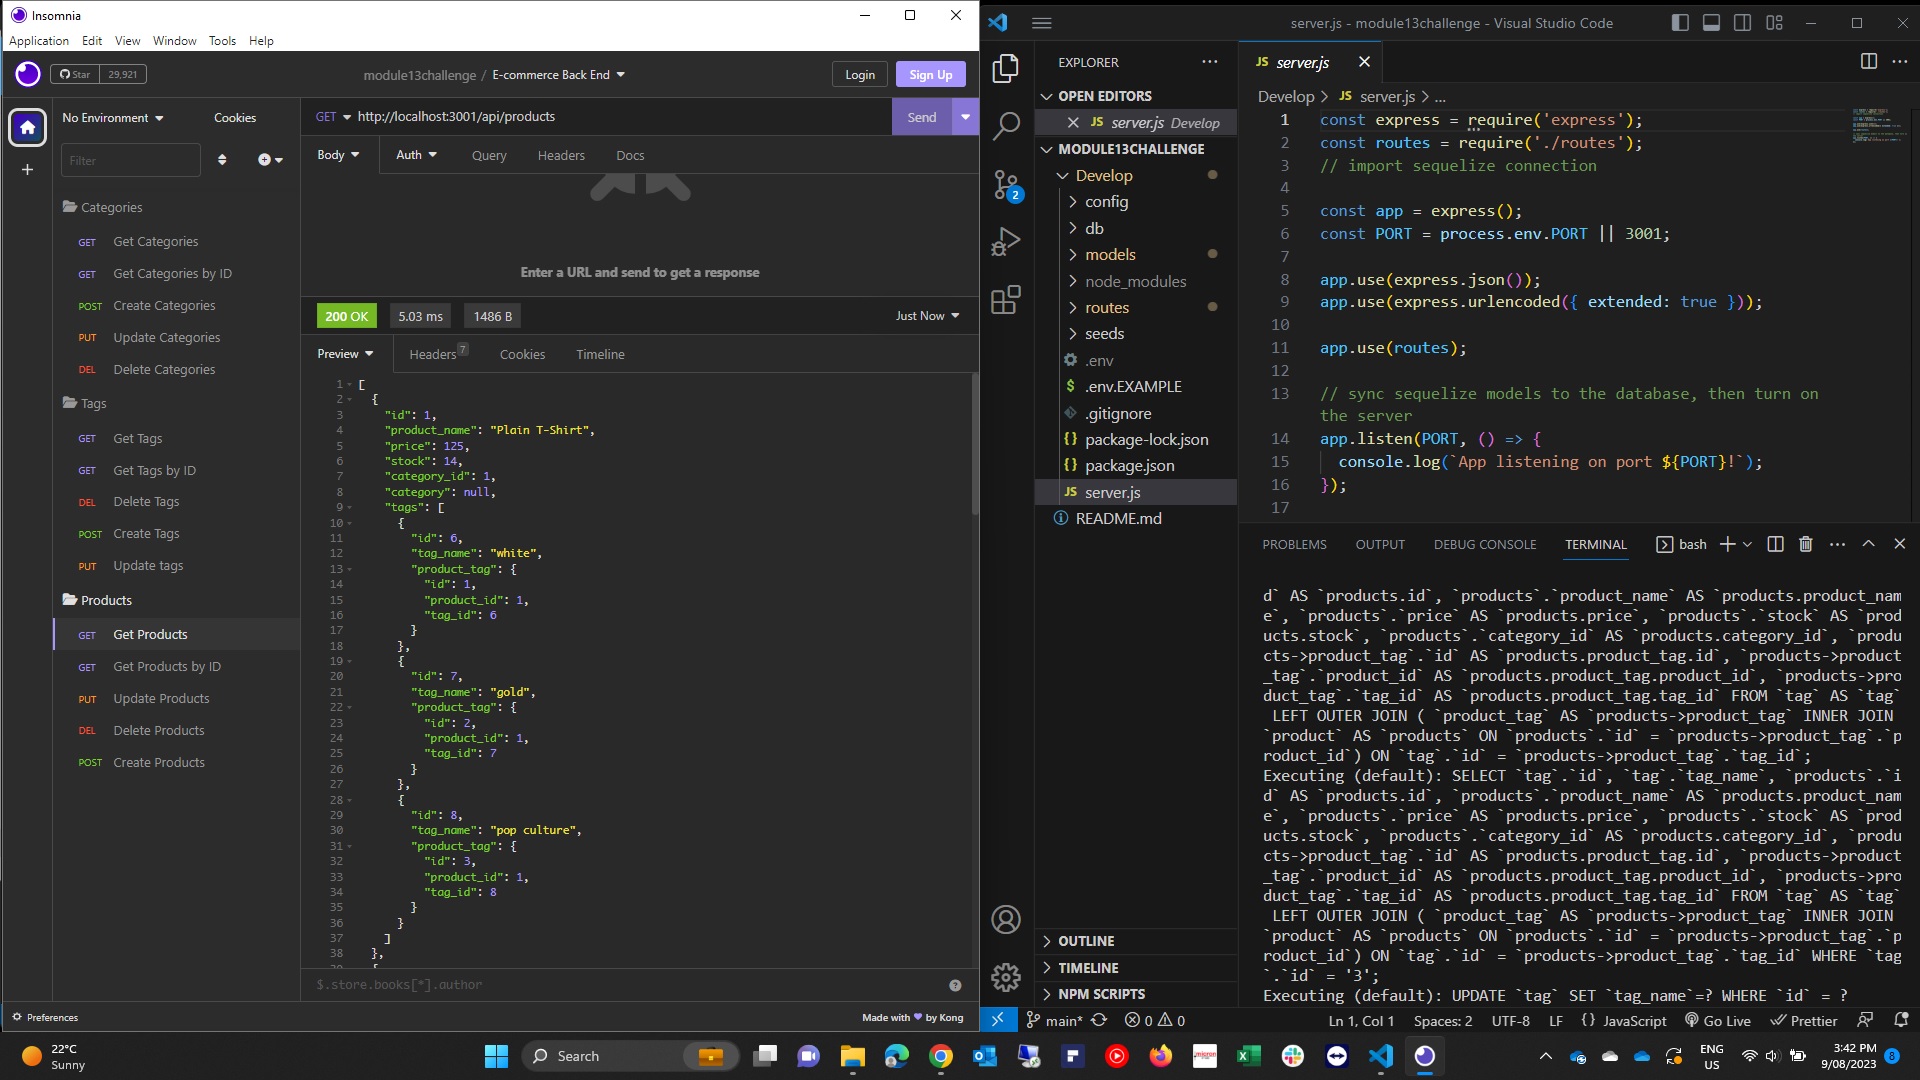 Insomnia
Application Edit View Window Tools Help
Star 29,921
module13challenge / E-commerce Back End
Login
Sign Up
No Environment
Cookies
Filter
Categories
GET Get Categories
GET Get Categories by ID
POST Create Categories
PUT Update Categories
DEL Delete Categories
Tags
GET Get Tags
GET Get Tags by ID
DEL Delete Tags
POST Create Tags
PUT Update tags
Products
GET Get Products
GET Get Products by ID
PUT Update Products
DEL Delete Products
POST Create Products
Preferences
GET http://localhost:3001/api/products
Send
Body Auth Query Headers Docs
Enter a URL and send to get a response
200 OK 5.03 ms 1486 B Just Now
Preview Headers 7 Cookies Timeline
1 [
2 {
3 "id": 1,
4 "product_name": "Plain T-Shirt",
5 "price": 125,
6 "stock": 14,
7 "category_id": 1,
8 "category": null,
9 "tags": [
10 {
11 "id": 6,
12 "tag_name": "white",
13 "product_tag": {
14 "id": 1,
15 "product_id": 1,
16 "tag_id": 6
17 }
18 },
19 {
20 "id": 7,
21 "tag_name": "gold",
22 "product_tag": {
23 "id": 2,
24 "product_id": 1,
25 "tag_id": 7
26 }
27 },
28 {
29 "id": 8,
30 "tag_name": "pop culture",
31 "product_tag": {
32 "id": 3,
33 "product_id": 1,
34 "tag_id": 8
35 }
36 }
37 ]
38 },
$.store.books[*].author
Made with by Kong
server.js - module13challenge - Visual Studio Code
EXPLORER
OPEN EDITORS
JS server.js Develop
MODULE13CHALLENGE
Develop
config
db
models
node_modules
routes
seeds
.env
$ .env.EXAMPLE
.gitignore
{} package-lock.json
{} package.json
JS server.js
README.md
2
OUTLINE
TIMELINE
NPM SCRIPTS
JS server.js
Develop > JS server.js > ...
1 const express = require('express');
2 const routes = require('./routes');
3 // import sequelize connection
4
5 const app = express();
6 const PORT = process.env.PORT || 3001;
7
8 app.use(express.json());
9 app.use(express.urlencoded({ extended: true }));
10
11 app.use(routes);
12
13 // sync sequelize models to the database, then turn on
the server
14 app.listen(PORT, () => {
15 console.log(`App listening on port ${PORT}!`);
16 });
17
PROBLEMS OUTPUT DEBUG CONSOLE TERMINAL bash
d` AS `products.id`, `products`.`product_name` AS `products.product_nam
e`, `products`.`price` AS `products.price`, `products`.`stock` AS `prod
ucts.stock`, `products`.`category_id` AS `products.category_id`, `produ
cts->product_tag`.`id` AS `products.product_tag.id`, `products->product
_tag`.`product_id` AS `products.product_tag.product_id`, `products->pro
duct_tag`.`tag_id` AS `products.product_tag.tag_id` FROM `tag` AS `tag`
LEFT OUTER JOIN ( `product_tag` AS `products->product_tag` INNER JOIN
`product` AS `products` ON `products`.`id` = `products->product_tag`.`p
roduct_id`) ON `tag`.`id` = `products->product_tag`.`tag_id`;
Executing (default): SELECT `tag`.`id`, `tag`.`tag_name`, `products`.`i
d` AS `products.id`, `products`.`product_name` AS `products.product_nam
e`, `products`.`price` AS `products.price`, `products`.`stock` AS `prod
ucts.stock`, `products`.`category_id` AS `products.category_id`, `produ
cts->product_tag`.`id` AS `products.product_tag.id`, `products->product
_tag`.`product_id` AS `products.product_tag.product_id`, `products->pro
duct_tag`.`tag_id` AS `products.product_tag.tag_id` FROM `tag` AS `tag`
LEFT OUTER JOIN ( `product_tag` AS `products->product_tag` INNER JOIN
`product` AS `products` ON `products`.`id` = `products->product_tag`.`p
roduct_id`) ON `tag`.`id` = `products->product_tag`.`tag_id` WHERE `tag
`.`id` = '3';
Executing (default): UPDATE `tag` SET `tag_name`=? WHERE `id` = ?
main* 0 0 Ln 1, Col 1 Spaces: 2 UTF-8 LF {} JavaScript Go Live Prettier
22°C
Sunny
Search
ENG
US
3:42 PM
9/08/2023
8